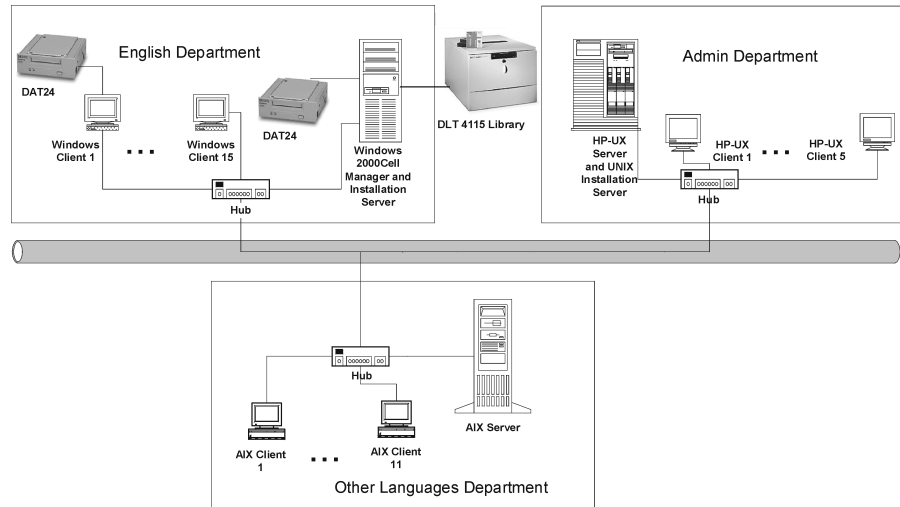 English Department
DAT24
Windows
Client 1
Windows
Client 15
DAT24
Windows
2000Cell
Manager and
Installation
Server
Hub
DLT 4115 Library
Admin Department
HP-UX
Server
and UNIX
Installation
Server
HP-UX
Client 1
HP-UX
Client 5
Hub
Hub
AIX Client
1
AIX Client
11
AIX Server
Other Languages Department